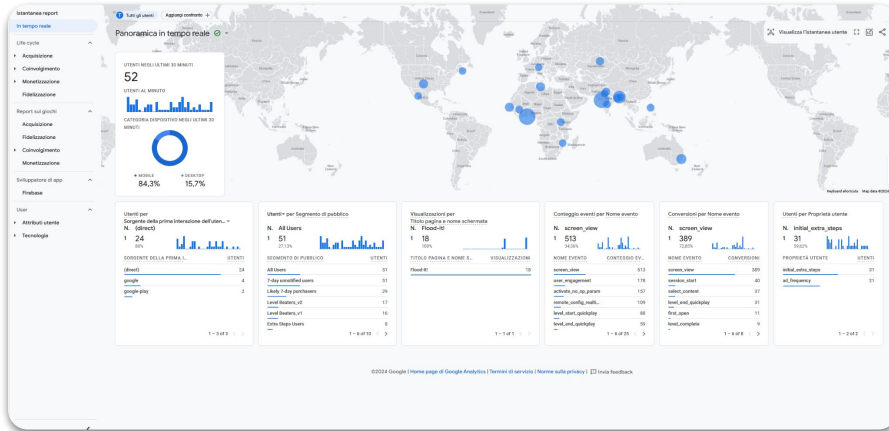 Istantanea report
In tempo reale
Life cycle
Acquisizione
Coinvolgimento
Monetizzazione
Fidelizzazione
Report sui giochi
Acquisizione
Fidelizzazione
Coinvolgimento
Monetizzazione
Sviluppatore di app
Firebase
User
Attributi utente
Tecnologia
T Tutti gli utenti Aggiungi confronto +
Panoramica in tempo reale
Visualizza l'istantanea utente
UTENTI NEGLI ULTIMI 30 MINUTI
52
UTENTI AL MINUTO
CATEGORIA DISPOSITIVO NEGLI ULTIMI 30
MINUTI
MOBILE DESKTOP
84,3% 15,7%
Keyboard shortcuts Map data ©2024
Utenti per
Sorgente della prima interazione dell'uten...
N. (direct)
1 24
SORGENTE DELLA PRIMA I... UTENTI
(direct) 24
google 4
google-play 2
1 – 3 di 3
Utenti per Segmento di pubblico
N. All Users
1 51
27,13%
SEGMENTO DI PUBBLICO UTENTI
All Users 51
7-day unnotified users 51
Likely 7-day purchasers 29
Level Beaters_v2 17
Level Beaters_v1 16
Extra Steps Users 6
1 – 6 di 10
Visualizzazioni per
Titolo pagina e nome schermata
N. Flood-It!
1 18
100%
TITOLO PAGINA E NOME S... VISUALIZZAZIONI
Flood-It! 18
1 – 1 di 1
Conteggio eventi per Nome evento
N. screen_view
1 513
NOME EVENTO CONTEGGIO EV...
screen_view 513
user_engagement 178
activate_no_op_param 157
remote_config_multi... 109
level_start_quickplay 88
level_end_quickplay 50
1 – 6 di 25
Conversioni per Nome evento
N. screen_view
1 389
NOME EVENTO CONVERSIONI
screen_view 389
session_start 40
select_content 37
level_end_quickplay 31
first_open 11
level_complete 9
1 – 6 di 8
Utenti per Proprietà utente
N. initial_extra_steps
1 31
59,62%
PROPRIETÀ UTENTE UTENTI
initial_extra_steps 31
ad_frequency 21
1 – 2 di 2
©2024 Google | Home page di Google Analytics | Termini di servizio | Norme sulla privacy | Invia feedback